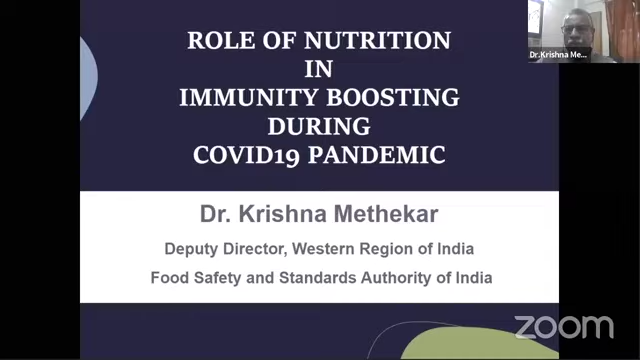 ROLE OF NUTRITION
IN
IMMUNITY BOOSTING
DURING
COVID19 PANDEMIC
Dr. Krishna Methekar
Deputy Director, Western Region of India
Food Safety and Standards Authority of India
Dr.Krishna Me...
zoom